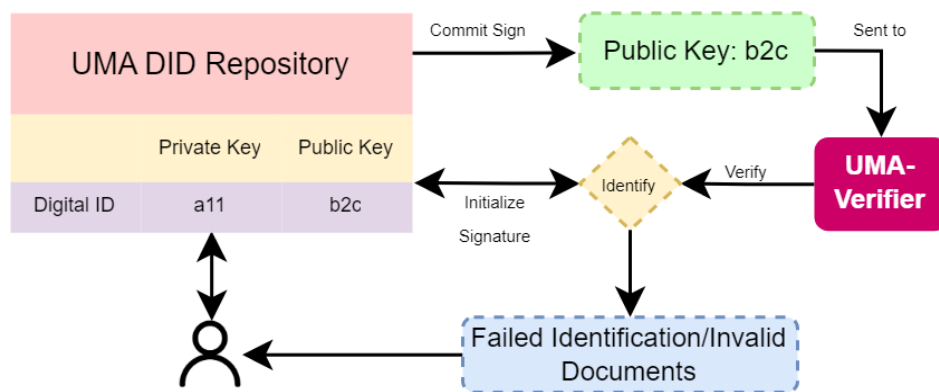 UMA DID Repository
Commit Sign
Public Key: b2c
Sent to
Private Key
Public Key
Digital ID
a11
b2c
Initialize
Signature
Identify
Verify
UMA-
Verifier
Failed Identification/Invalid
Documents